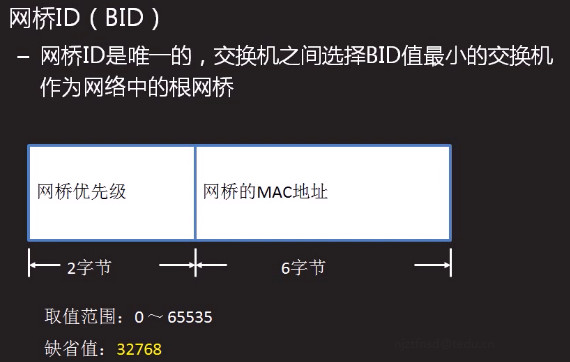 网桥ID（BID）
– 网桥ID是唯一的，交换机之间选择BID值最小的交换机
作为网络中的根网桥
网桥优先级
网桥的MAC地址
2字节
6字节
取值范围：0～65535
缺省值：32768